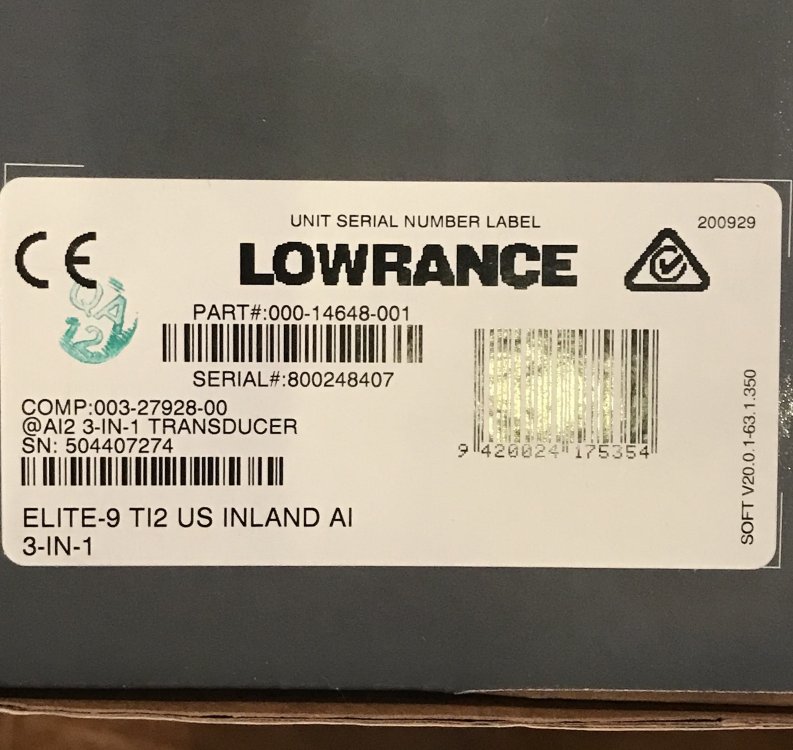 UNIT SERIAL NUMBER LABEL
200929
CE
LOWRANCE
QA
12
PART#:000-14648-001
SERIAL#:800248407
COMP:003-27928-00
@AI2 3-IN-1 TRANSDUCER
SN: 504407274
9 420024 175354
SOFT V20.0.1-63.1.350
ELITE-9 TI2 US INLAND AI
3-IN-1